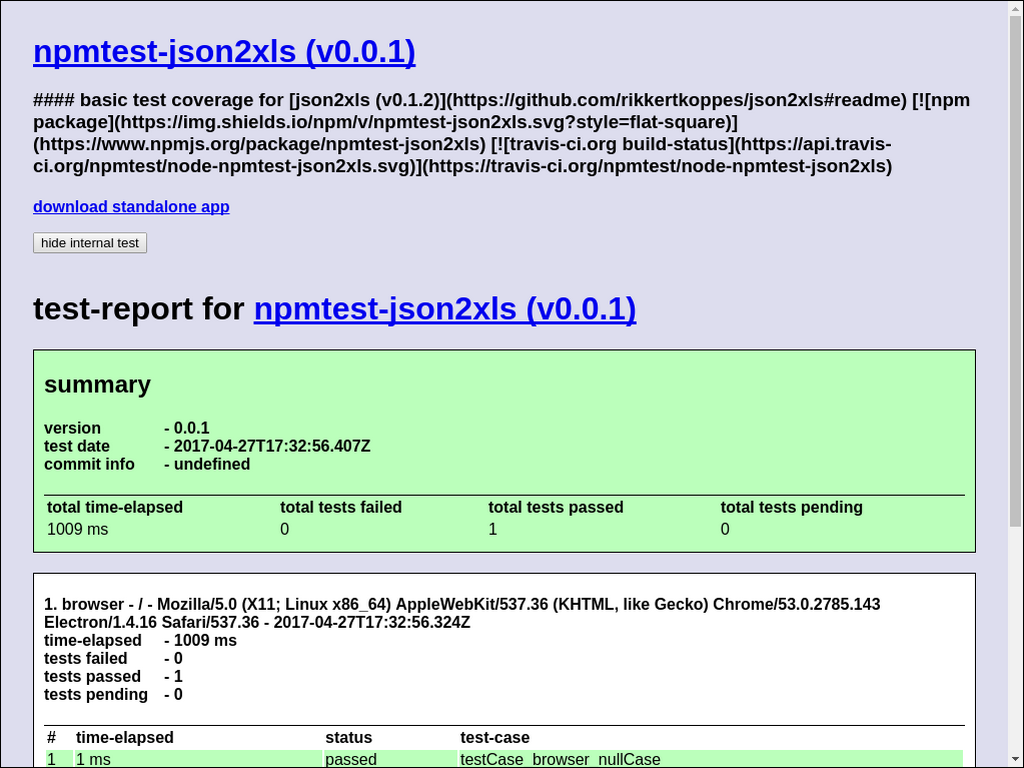 npmtest-json2xls (v0.0.1)
#### basic test coverage for [json2xls (v0.1.2)](https://github.com/rikkertkoppes/json2xls#readme) [![npm
package](https://img.shields.io/npm/v/npmtest-json2xls.svg?style=flat-square)]
(https://www.npmjs.org/package/npmtest-json2xls) [![travis-ci.org build-status](https://api.travis-
ci.org/npmtest/node-npmtest-json2xls.svg)](https://travis-ci.org/npmtest/node-npmtest-json2xls)
download standalone app
hide internal test
test-report for npmtest-json2xls (v0.0.1)
summary
version - 0.0.1
test date - 2017-04-27T17:32:56.407Z
commit info - undefined
total time-elapsed total tests failed total tests passed total tests pending
1009 ms 0 1 0
1. browser - / - Mozilla/5.0 (X11; Linux x86_64) AppleWebKit/537.36 (KHTML, like Gecko) Chrome/53.0.2785.143
Electron/1.4.16 Safari/537.36 - 2017-04-27T17:32:56.324Z
time-elapsed - 1009 ms
tests failed - 0
tests passed - 1
tests pending - 0
# time-elapsed status test-case
1 1 ms passed testCase_browser_nullCase